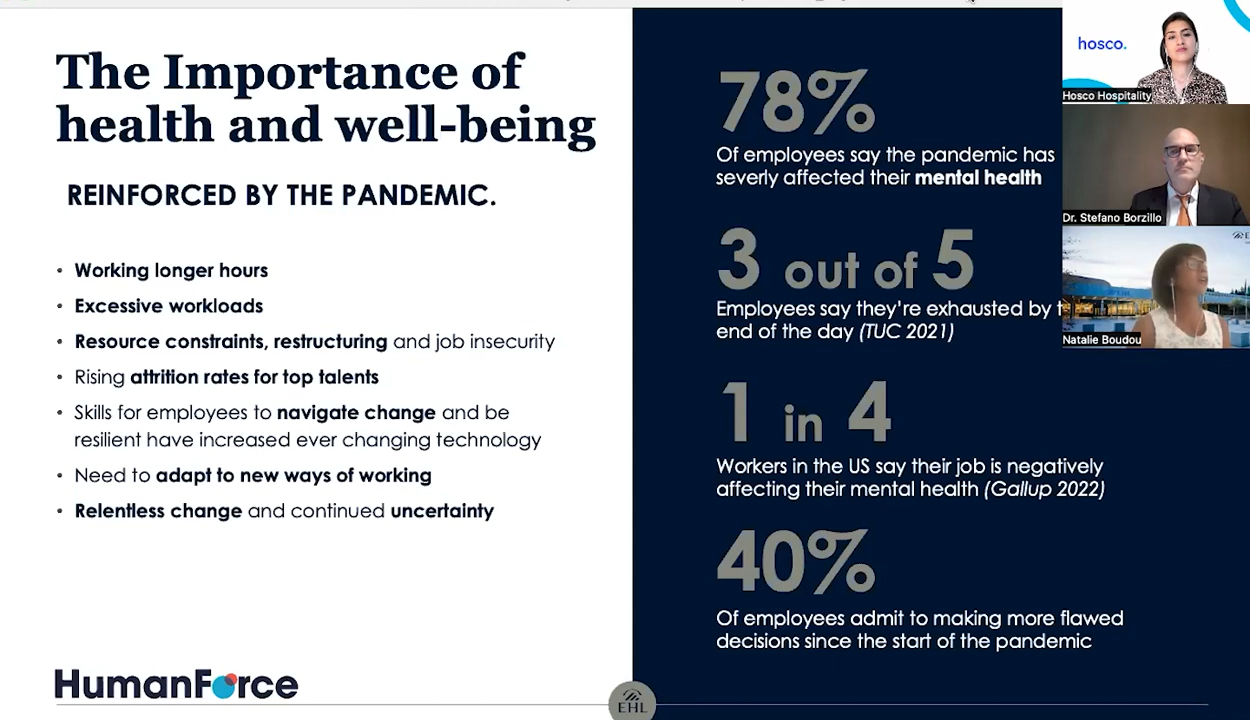 The Importance of
health and well-being
REINFORCED BY THE PANDEMIC.
• Working longer hours
• Excessive workloads
• Resource constraints, restructuring and job insecurity
• Rising attrition rates for top talents
• Skills for employees to navigate change and be
resilient have increased ever changing technology
• Need to adapt to new ways of working
• Relentless change and continued uncertainty
HumanForce
EHL
78%
Of employees say the pandemic has
severly affected their mental health
3 out of 5
Employees say they're exhausted by
end of the day (TUC 2021)
1 in 4
Workers in the US say their job is negatively
affecting their mental health (Gallup 2022)
40%
Of employees admit to making more flawed
decisions since the start of the pandemic
hosco.
Hosco Hospitality
Dr. Stefano Borzillo
Natalie Boudou